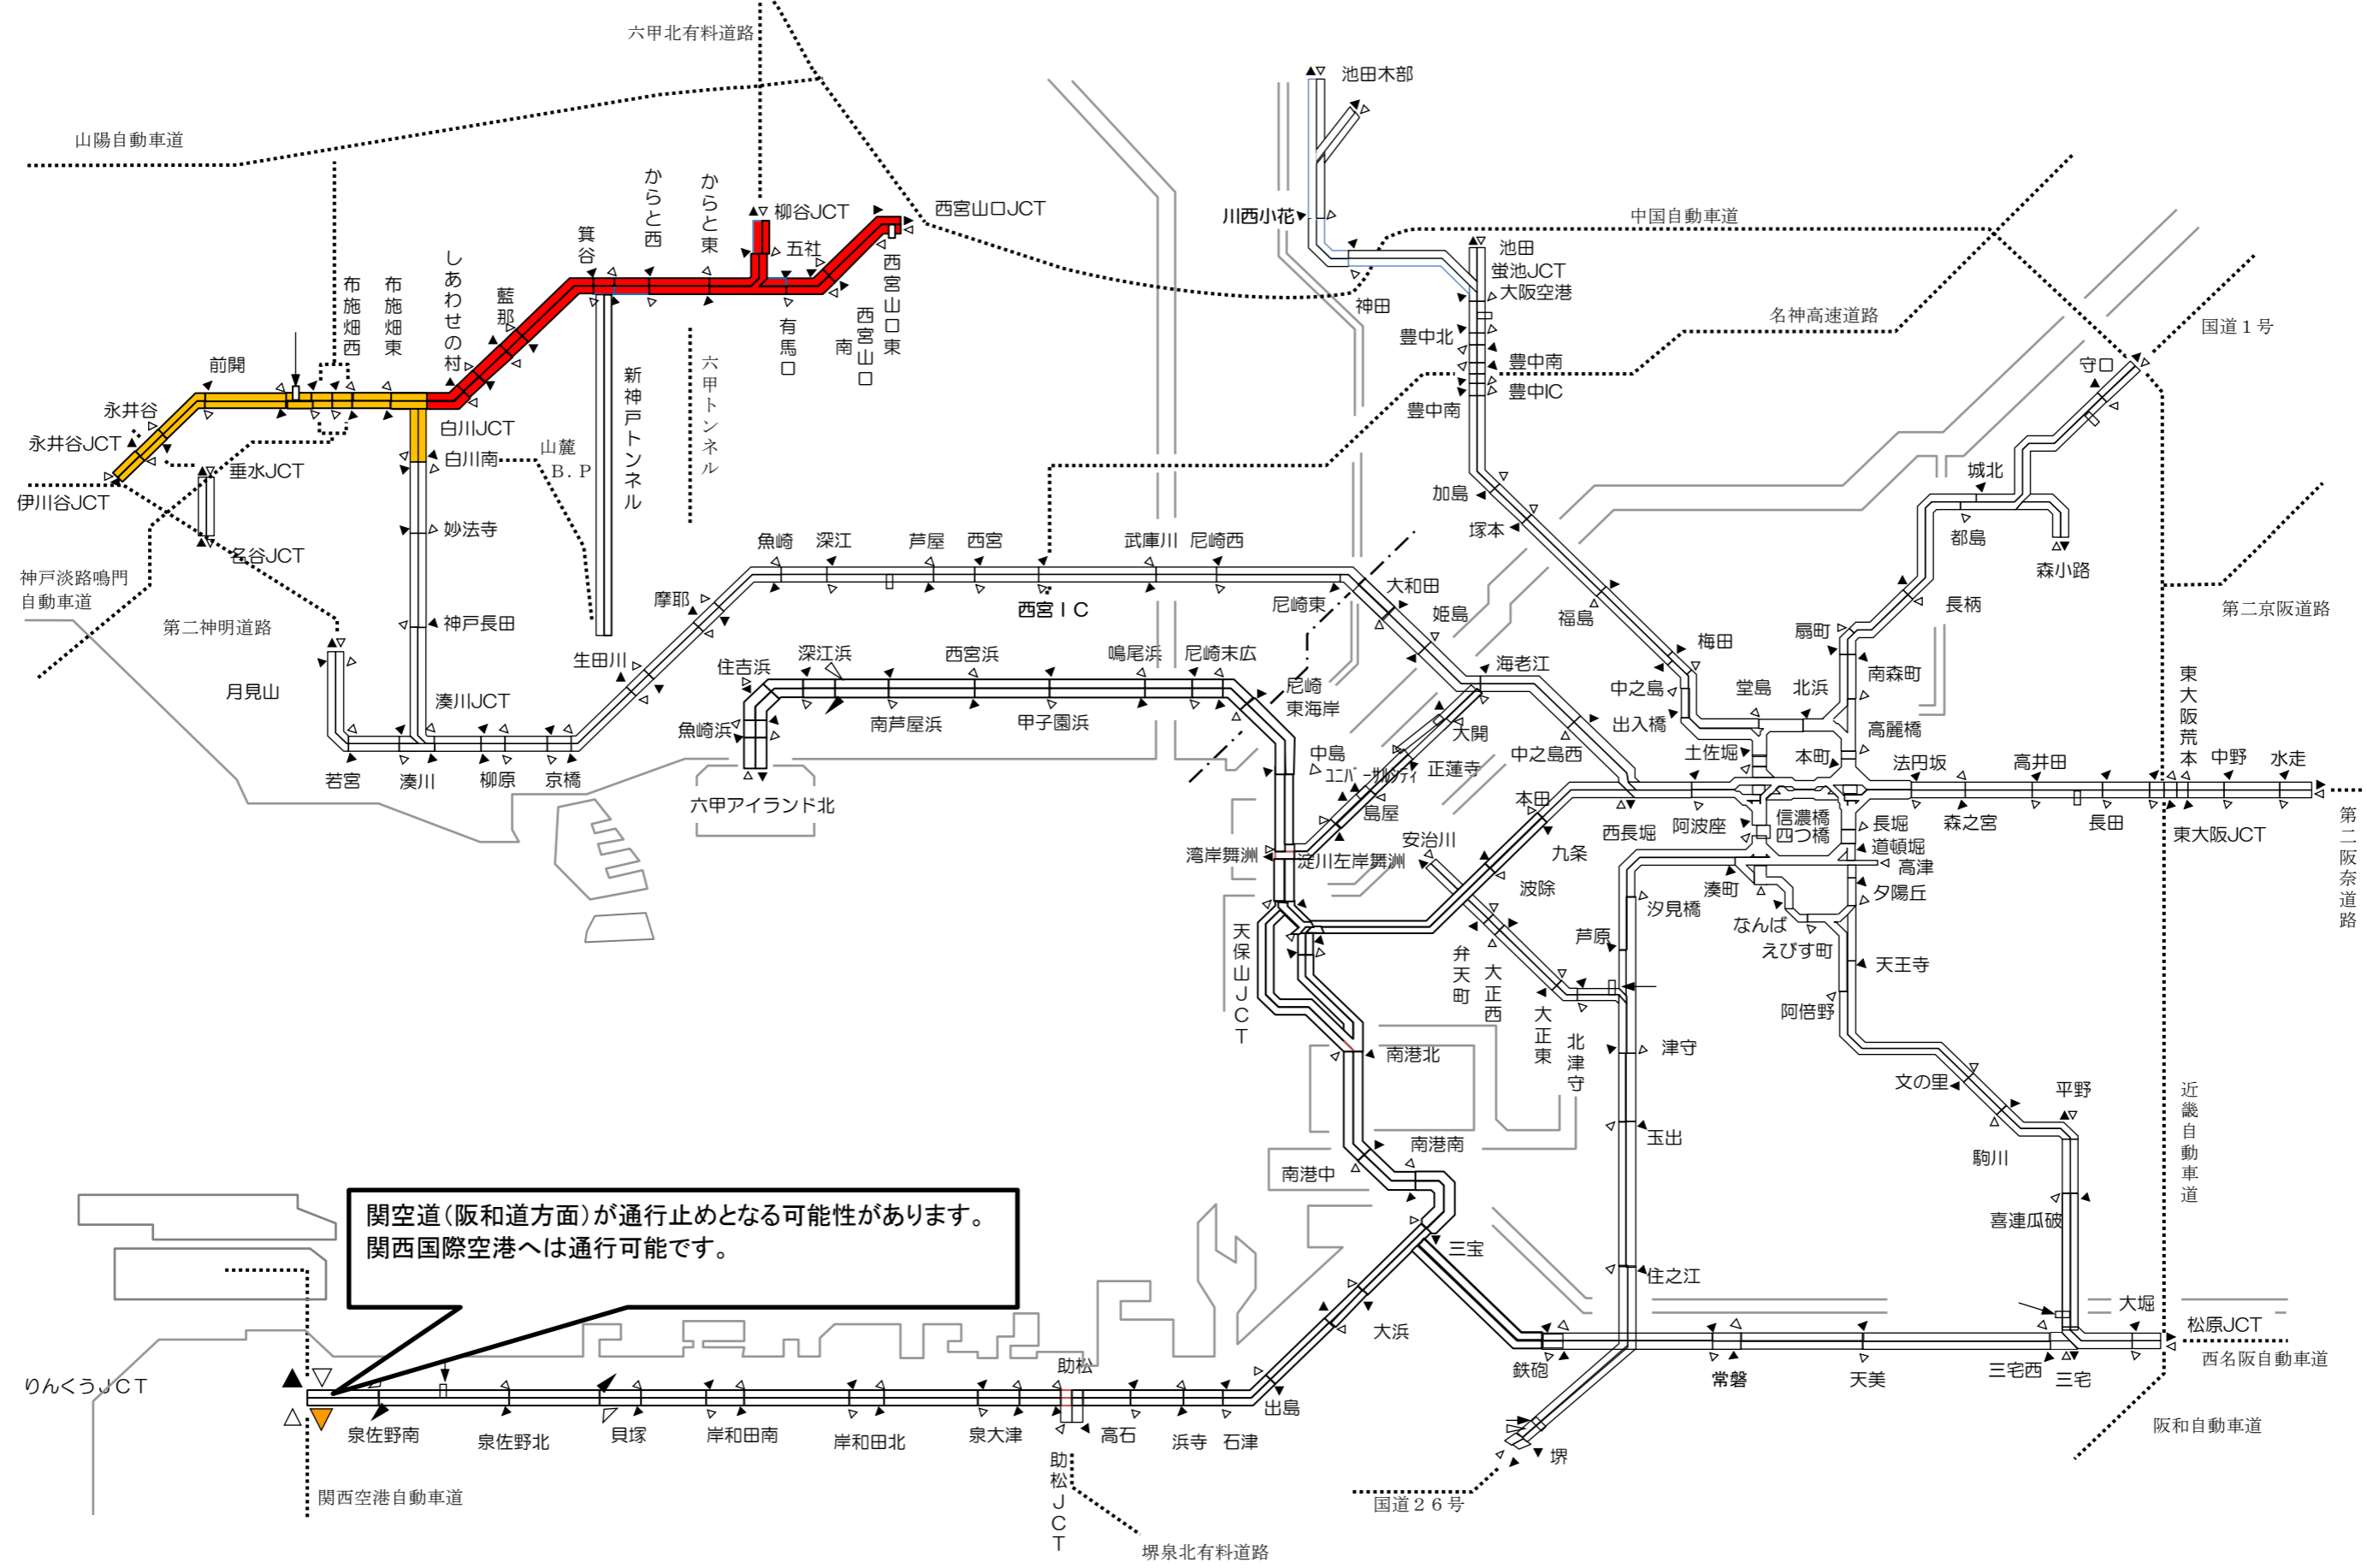 六甲北有料道路
山陽自動車道
池田木部
からと西
からと東
柳谷JCT
西宮山口JCT
川西小花
中国自動車道
池田
蛍池JCT
大阪空港
五社
箕谷
しあわせの村
藍那
布施畑西
布施畑東
西宮山口東
西宮山口南
有馬口
神田
名神高速道路
国道１号
豊中北
豊中南
豊中IC
豊中南
守口
前開
六甲トンネル
新神戸トンネル
永井谷
永井谷JCT
白川JCT
白川南
山麓
B．P
垂水JCT
伊川谷JCT
名谷JCT
妙法寺
神戸長田
神戸淡路鳴門
自動車道
第二神明道路
月見山
湊川JCT
若宮
湊川
柳原
京橋
生田川
摩耶
魚崎
深江
芦屋
西宮
西宮ＩＣ
武庫川
尼崎西
尼崎東
大和田
姫島
海老江
加島
塚本
福島
梅田
中之島
出入橋
堂島
北浜
土佐堀
本町
扇町
南森町
高麗橋
長柄
城北
都島
森小路
第二京阪道路
住吉浜
魚崎浜
六甲アイランド北
深江浜
南芦屋浜
西宮浜
甲子園浜
鳴尾浜
尼崎末広
尼崎
東海岸
中島
ﾕﾆﾊﾞｰｻﾙｼﾃｨ
大開
正蓮寺
島屋
湾岸舞洲
淀川左岸舞洲
安治川
中之島西
本田
九条
波除
西長堀
阿波座
信濃橋
四つ橋
法円坂
森之宮
高井田
長田
東大阪荒本
東大阪JCT
中野
水走
第二阪奈道路
長堀
道頓堀
高津
夕陽丘
湊町
なんば
えびす町
天王寺
阿倍野
汐見橋
芦原
天保山ＪＣＴ
弁天町
大正西
大正東
北津守
津守
玉出
住之江
南港北
南港中
南港南
三宝
文の里
駒川
平野
喜連瓜破
近畿自動車道
大堀
松原JCT
西名阪自動車道
阪和自動車道
鉄砲
常磐
天美
三宅西
三宅
堺
国道２６号
関空道（阪和道方面）が通行止めとなる可能性があります。
関西国際空港へは通行可能です。
りんくうＪＣＴ
泉佐野南
泉佐野北
貝塚
岸和田南
岸和田北
泉大津
助松
助松ＪＣＴ
高石
浜寺
石津
出島
大浜
関西空港自動車道
堺泉北有料道路